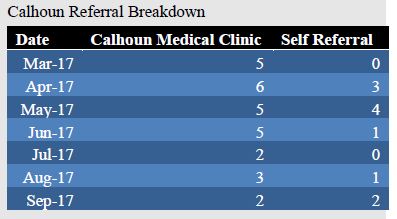 Calhoun Referral Breakdown
Date Calhoun Medical Clinic Self Referral
Mar-17 5 0
Apr-17 6 3
May-17 5 4
Jun-17 5 1
Jul-17 2 0
Aug-17 3 1
Sep-17 2 2